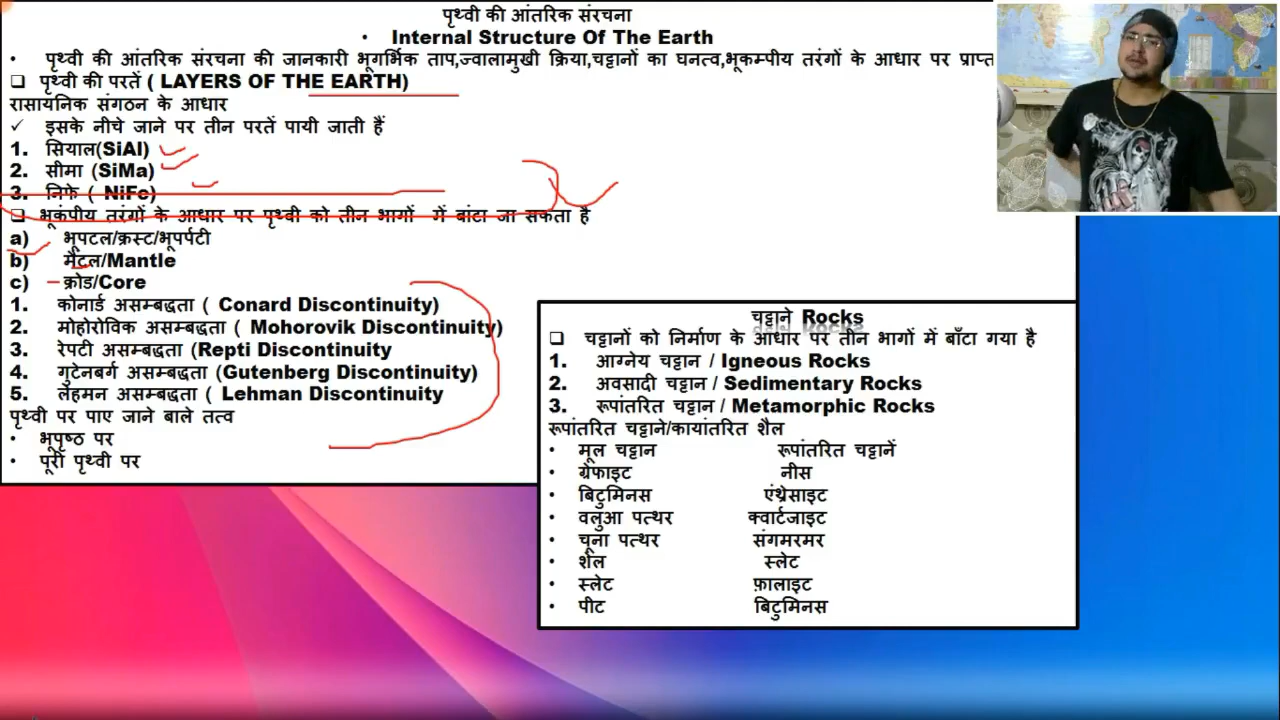 पृथ्वी की आंतरिक संरचना
• Internal Structure Of The Earth
• पृथ्वी की आंतरिक संरचना की जानकारी भूगर्भिक ताप,ज्वालामुखी क्रिया,चट्टानों का घनत्व,भूकम्पीय तरंगों के आधार पर प्राप्त
❑ पृथ्वी की परतें ( LAYERS OF THE EARTH)
रासायनिक संगठन के आधार
✓ इसके नीचे जाने पर तीन परतें पायी जाती हैं
1. सियाल(SiAl)
2. सीमा (SiMa)
3. निफे ( NiFe)
❑ भूकंपीय तरंगों के आधार पर पृथ्वी को तीन भागों में बांटा जा सकता है
a) भूपटल/क्रस्ट/भूपर्पटी
b) मैंटल/Mantle
c) क्रोड/Core
1. कोनार्ड असम्बद्धता ( Conard Discontinuity)
2. मोहोरोविक असम्बद्धता ( Mohorovik Discontinuity)
3. रेपटी असम्बद्धता (Repti Discontinuity
4. गुटेनबर्ग असम्बद्धता (Gutenberg Discontinuity)
5. लेहमन असम्बद्धता ( Lehman Discontinuity
पृथ्वी पर पाए जाने बाले तत्व
• भूपृष्ठ पर
• पूरी पृथ्वी पर
चट्टाने Rocks
❑ चट्टानों को निर्माण के आधार पर तीन भागों में बाँटा गया है
1. आग्नेय चट्टान / Igneous Rocks
2. अवसादी चट्टान / Sedimentary Rocks
3. रूपांतरित चट्टान / Metamorphic Rocks
रूपांतरित चट्टाने/कायांतरित शैल
• मूल चट्टान रूपांतरित चट्टानें
• ग्रेफाइट नीस
• बिटुमिनस एंथ्रेसाइट
• वलुआ पत्थर क्वार्टजाइट
• चूना पत्थर संगमरमर
• शैल स्लेट
• स्लेट फ़ालाइट
• पीट बिटुमिनस